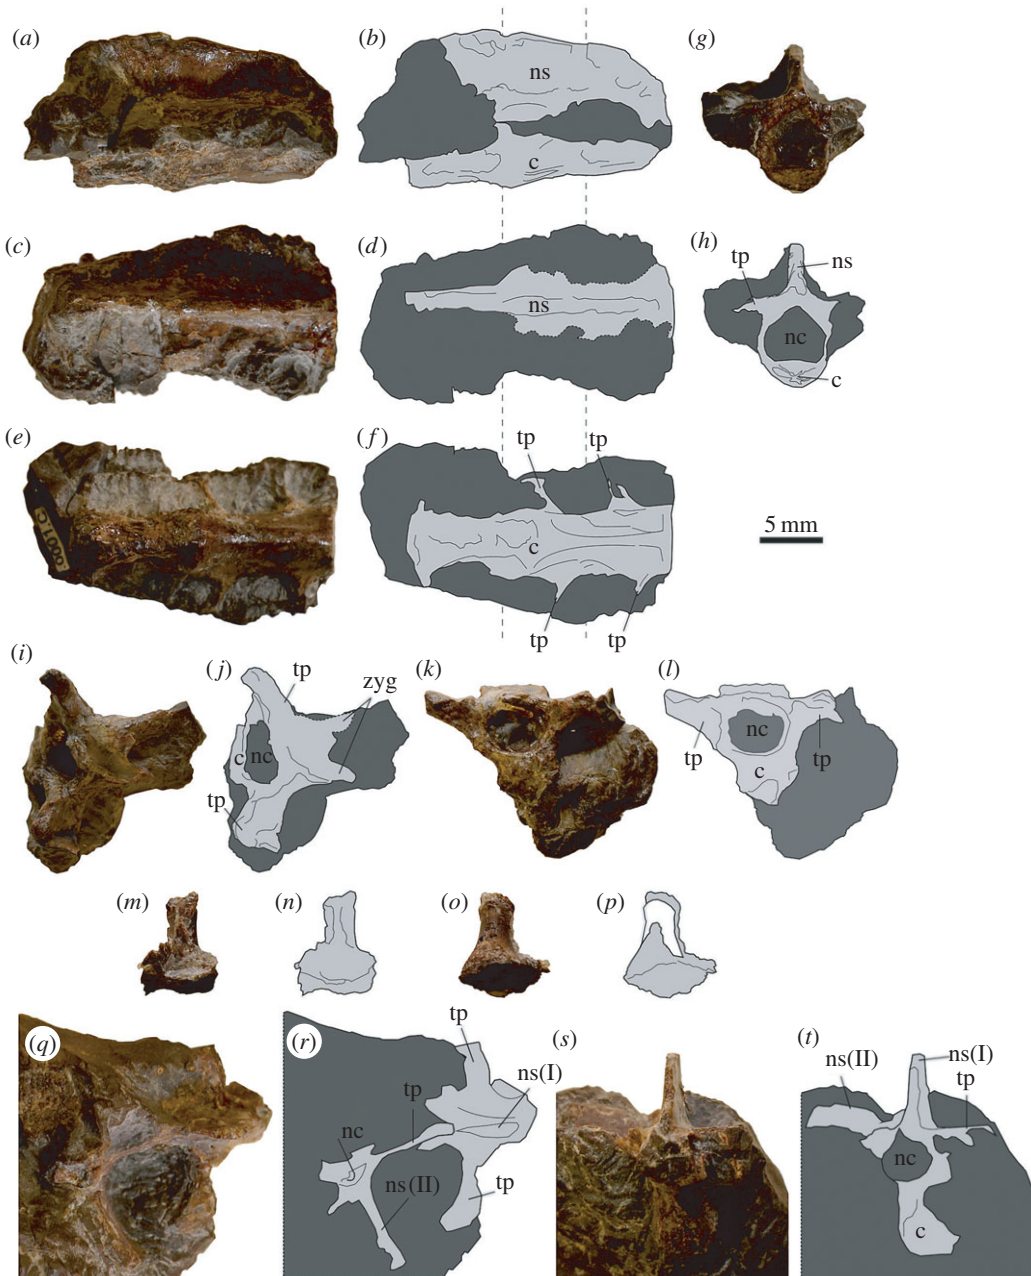 (a) (b) (g)
ns
c
(c) (d) (h)
ns
tp ns
nc
c
(e) (f)
tp tp
c
tp tp
0001C
5 mm
(i) (j) (k) (l)
tp
zyg
nc
c
tp
nc
tp c tp
(m) (n) (o) (p)
(q) (r) (s) (t)
tp
ns(I)
tp
nc
ns(II)
tp
ns(II) ns(I)
tp
nc
c